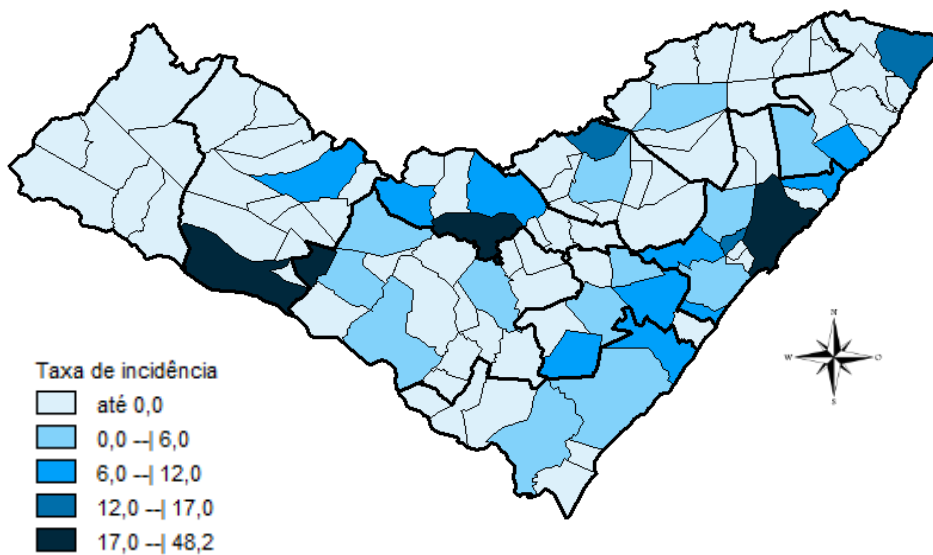 N
W
O
S
Taxa de incidência
até 0,0
0,0 --| 6,0
6,0 --| 12,0
12,0 --| 17,0
17,0 --| 48,2